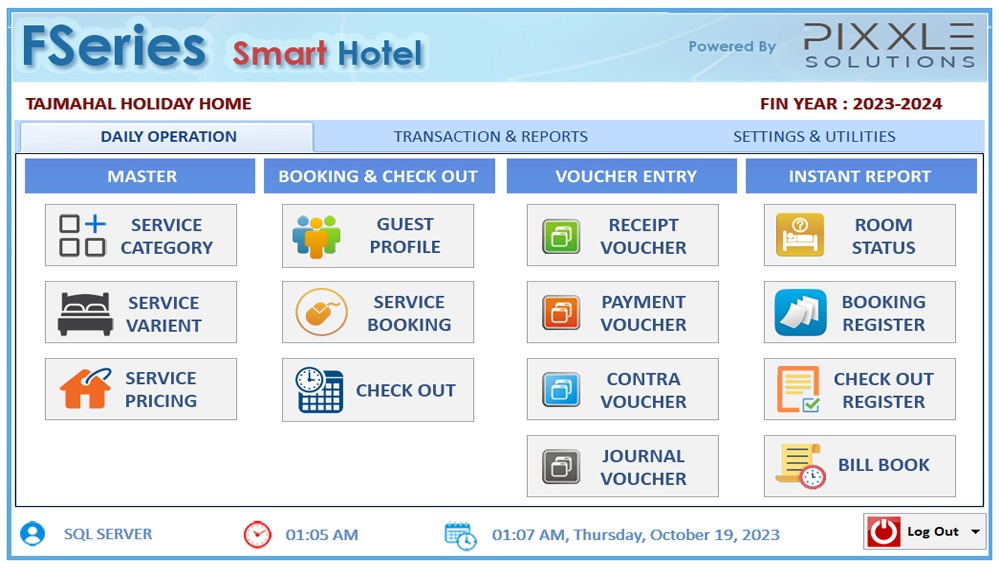 FSeries Smart Hotel
Powered By PIXXLE
SOLUTIONS
TAJMAHAL HOLIDAY HOME
FIN YEAR : 2023-2024
DAILY OPERATION
TRANSACTION & REPORTS
SETTINGS & UTILITIES
MASTER
SERVICE
CATEGORY
SERVICE
VARIENT
SERVICE
PRICING
BOOKING & CHECK OUT
GUEST
PROFILE
SERVICE
BOOKING
CHECK OUT
VOUCHER ENTRY
RECEIPT
VOUCHER
PAYMENT
VOUCHER
CONTRA
VOUCHER
JOURNAL
VOUCHER
INSTANT REPORT
ROOM
STATUS
BOOKING
REGISTER
CHECK OUT
REGISTER
BILL BOOK
SQL SERVER
01:05 AM
01:07 AM, Thursday, October 19, 2023
Log Out